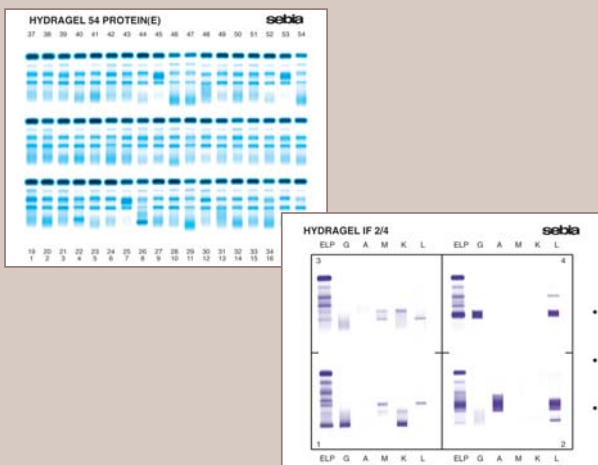 HYDRAGEL 54 PROTEIN(E) sebia
37 38 39 40 41 42 43 44 45 46 47 48 49 50 51 52 53 54
19 20 21 22 23 24 25 26 27 28 29 30 31 32 33 34
1 2 3 4 5 6 7 8 9 10 11 12 13 14 15 16
HYDRAGEL IF 2/4 sebia
ELP G A M K L ELP G A M K L
3 4
1 2
ELP G A M K L ELP G A M K L